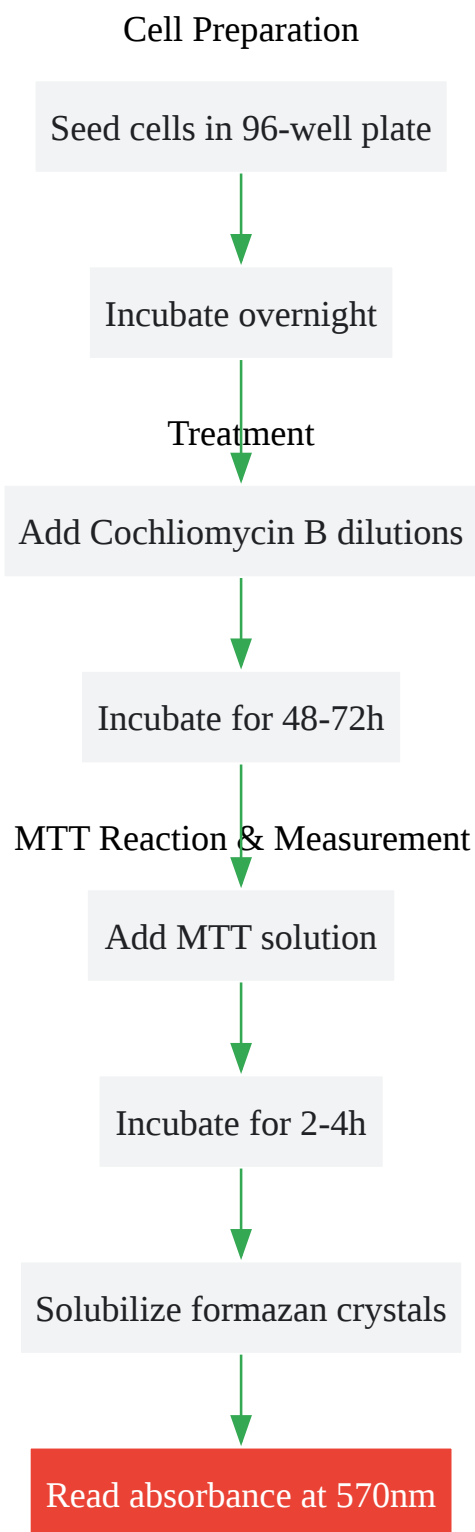 Cell Preparation
Seed cells in 96-well plate
Incubate overnight
Treatment
Add Cochliomycin B dilutions
Incubate for 48-72h
MTT Reaction & Measurement
Add MTT solution
Incubate for 2-4h
Solubilize formazan crystals
Read absorbance at 570nm